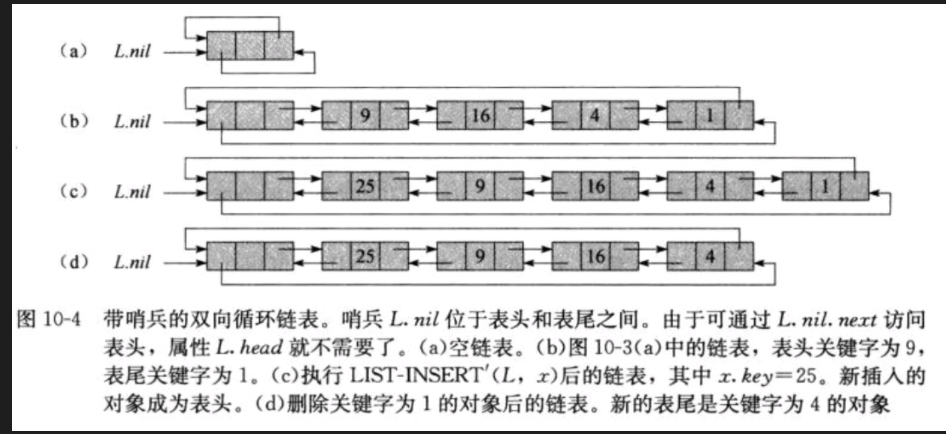 (a) L.nil
(b) L.nil 9 16 4 1
(c) L.nil 25 9 16 4 1
(d) L.nil 25 9 16 4
图 10-4 带哨兵的双向循环链表。哨兵 L. nil 位于表头和表尾之间。由于可通过 L. nil. next 访问
表头，属性 L. head 就不需要了。(a)空链表。(b)图 10-3(a)中的链表，表头关键字为 9，
表尾关键字为 1。(c)执行 LIST-INSERT′(L，x)后的链表，其中 x. key=25。新插入的
对象成为表头。(d)删除关键字为 1 的对象后的链表。新的表尾是关键字为 4 的对象